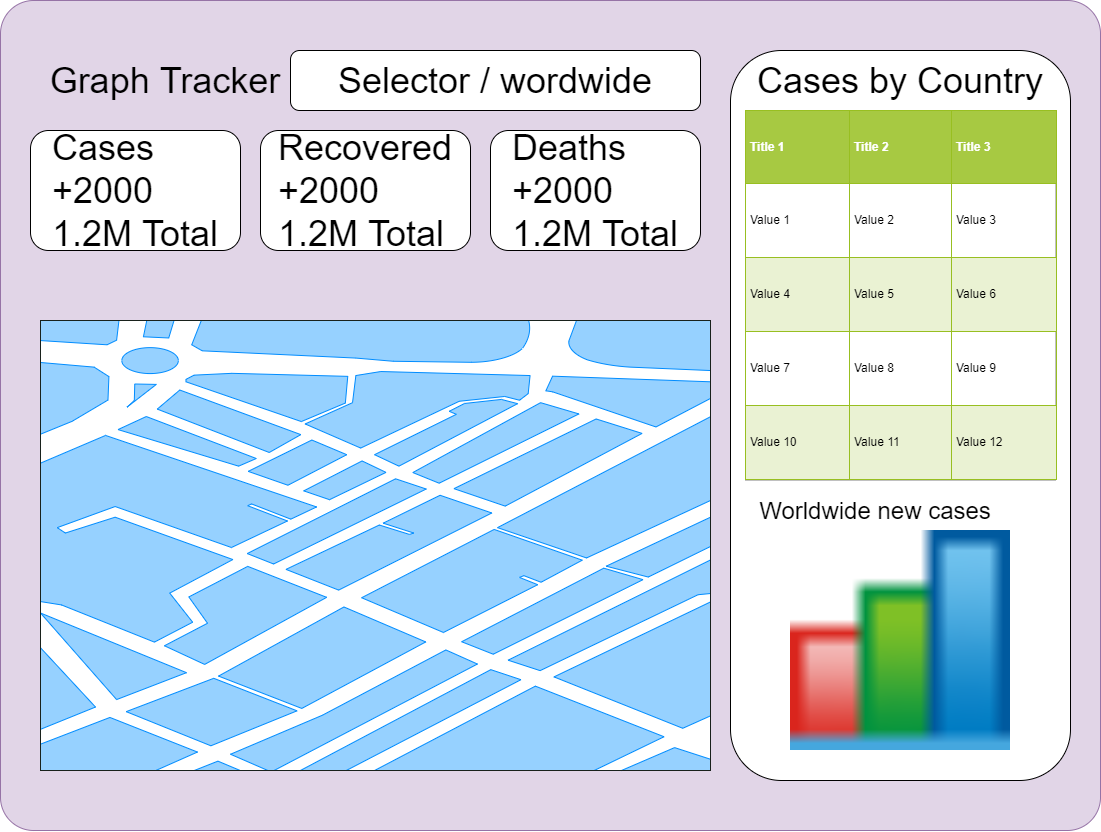 Graph Tracker
Selector / wordwide
Cases
+2000
1.2M Total
Recovered
+2000
1.2M Total
Deaths
+2000
1.2M Total
Cases by Country
Title 1 Title 2 Title 3
Value 1 Value 2 Value 3
Value 4 Value 5 Value 6
Value 7 Value 8 Value 9
Value 10 Value 11 Value 12
Worldwide new cases